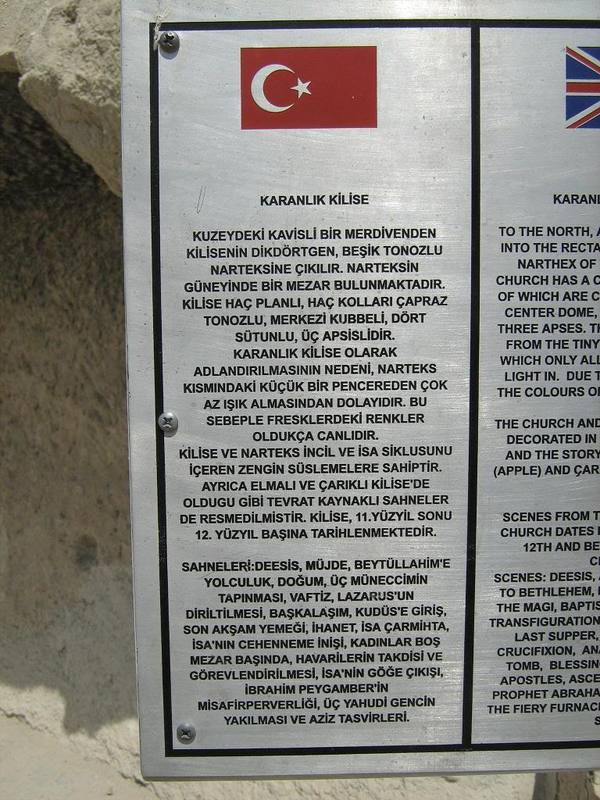 KARANLIK KİLİSE
KUZEYDEKİ KAVİSLİ BİR MERDİVENDEN
KİLİSENİN DİKDÖRTGEN, BEŞİK TONOZLU
NARTEKSİNE ÇIKILIR. NARTEKSİN
GÜNEYİNDE BİR MEZAR BULUNMAKTADIR.
KİLİSE HAÇ PLANLI, HAÇ KOLLARI ÇAPRAZ
TONOZLU, MERKEZİ KUBBELİ, DÖRT
SÜTUNLU, ÜÇ APSİSLİDİR.
KARANLIK KİLİSE OLARAK
ADLANDIRILMASININ NEDENİ, NARTEKS
KISMINDAKİ KÜÇÜK BİR PENCEREDEN ÇOK
AZ IŞIK ALMASINDAN DOLAYIDIR. BU
SEBEPLE FRESKLERDEKİ RENKLER
OLDUKÇA CANLIDIR.
KİLİSE VE NARTEKS İNCİL VE İSA SİKLUSUNU
İÇEREN ZENGİN SÜSLEMELERE SAHİPTİR.
AYRICA ELMALI VE ÇARIKLI KİLİSE'DE
OLDUGU GİBİ TEVRAT KAYNAKLI SAHNELER
DE RESMEDİLMİSTİR. KİLİSE, 11.YÜZYIL SONU
12. YÜZYIL BAŞINA TARİHLENMEKTEDİR.
SAHNELERİ:DEESİS, MÜJDE, BEYTÜLLAHİM'E
YOLCULUK, DOĞUM, ÜÇ MÜNECCİMİN
TAPINMASI, VAFTİZ, LAZARUS'UN
DİRİLTİLMESİ, BAŞKALAŞIM, KUDÜS'E GİRİŞ,
SON AKŞAM YEMEĞİ, İHANET, İSA ÇARMIHTA,
İSA'NIN CEHENNEME İNİŞİ, KADINLAR BOŞ
MEZAR BAŞINDA, HAVARİLERİN TAKDİSİ VE
GÖREVLENDİRİLMESİ, İSA'NİN GÖĞE ÇIKIŞI,
İBRAHİM PEYGAMBER'İN
MİSAFİRPERVERLİĞİ, ÜÇ YAHUDİ GENCİN
YAKILMASI VE AZİZ TASVİRLERİ.
KARANL
TO THE NORTH, A
INTO THE RECTA
NARTHEX OF
CHURCH HAS A C
OF WHICH ARE C
CENTER DOME,
THREE APSES. TH
FROM THE TINY
WHICH ONLY ALL
LIGHT IN. DUE T
THE COLOURS O
THE CHURCH AND
DECORATED IN
AND THE STORY
(APPLE) AND ÇAR
SCENES FROM T
CHURCH DATES
12TH AND BE
C
SCENES: DEESIS,
TO BETHLEHEM,
THE MAGI, BAPTIS
TRANSFIGURATION
LAST SUPPER,
CRUCIFIXION, AN
TOMB, BLESSING
APOSTLES, ASCE
PROPHET ABRAHA
THE FIERY FURNAC
S